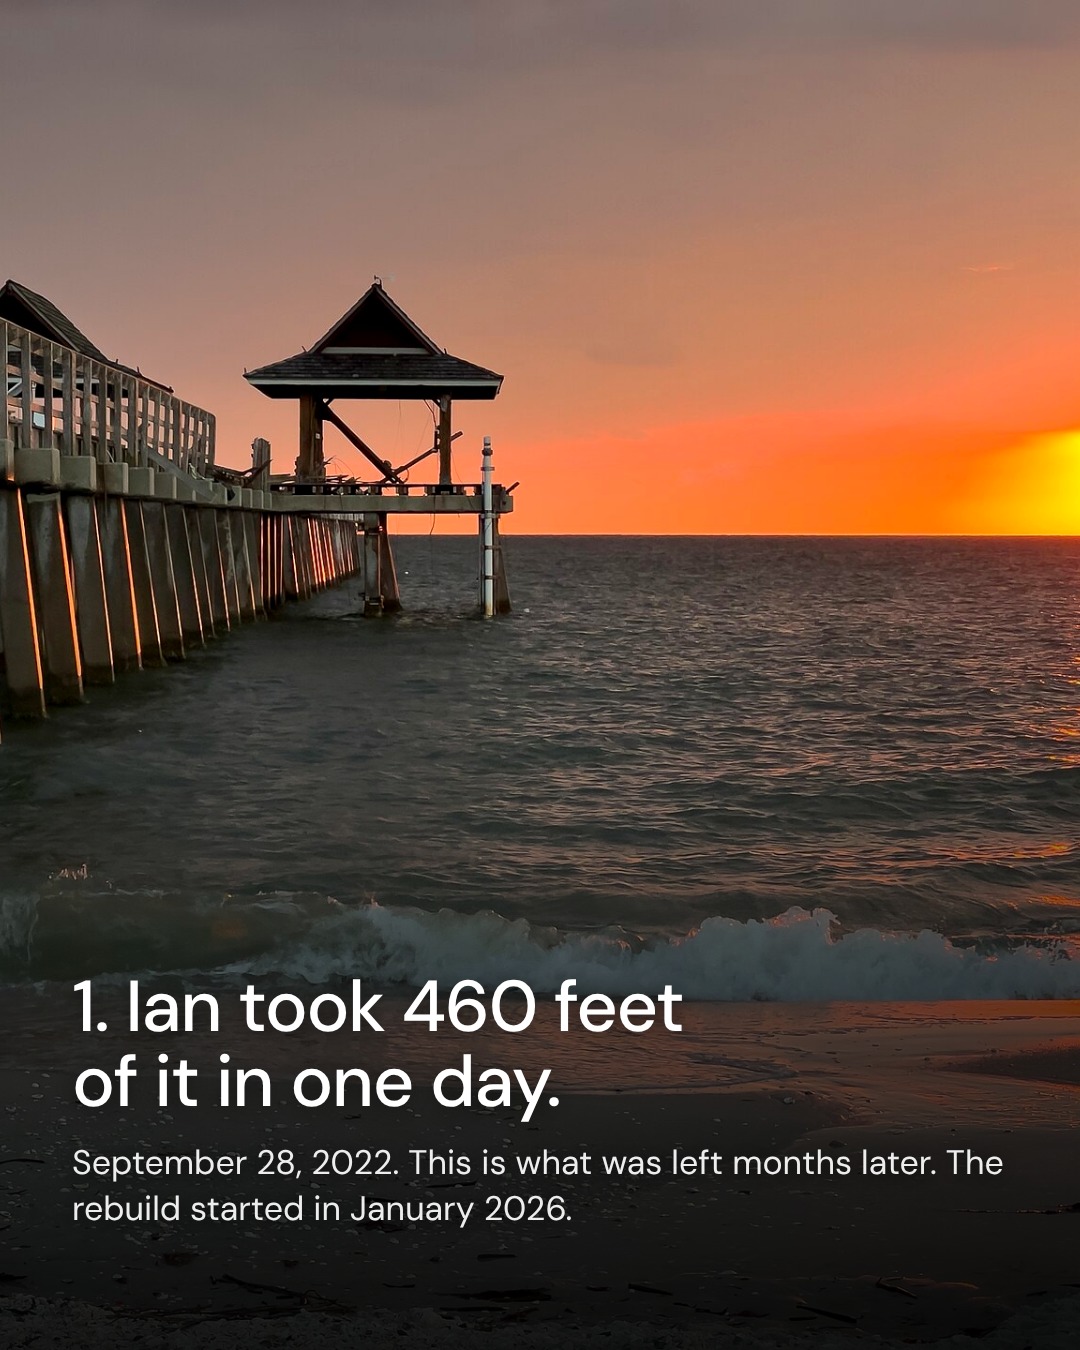 1. Ian took 460 feet
of it in one day.
September 28, 2022. This is what was left months later. The
rebuild started in January 2026.